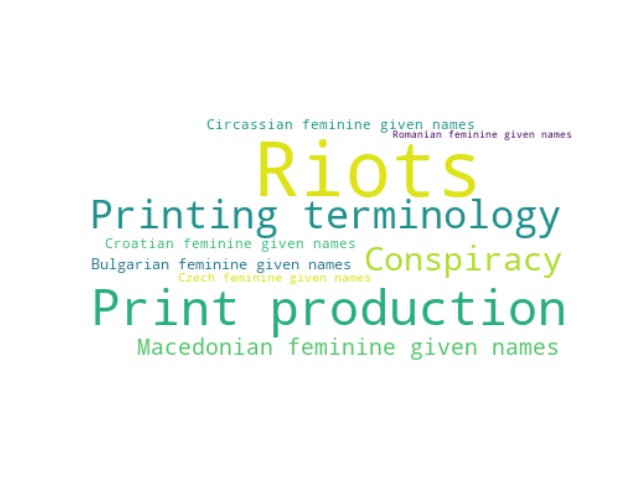 Circassian feminine given names
Romanian feminine given names
Riots
Printing terminology
Croatian feminine given names
Conspiracy
Bulgarian feminine given names
Czech feminine given names
Print production
Macedonian feminine given names